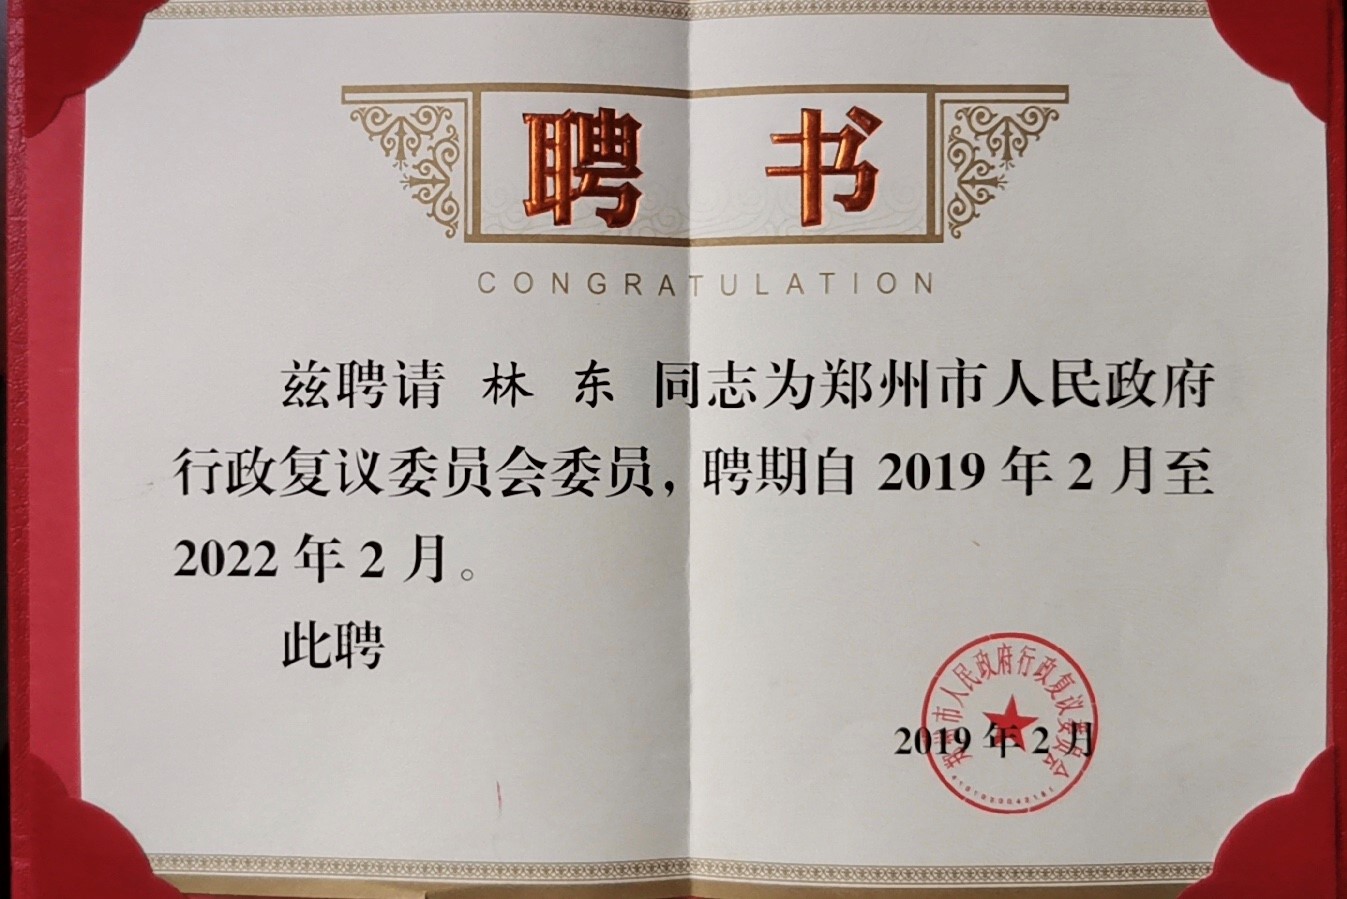 聘 书
CONGRATULATION
兹聘请 林 东 同志为郑州市人民政府
行政复议委员会委员，聘期自 2019 年 2 月至
2022 年 2 月。
此聘
郑州市人民政府行政复议委员会
2019 年 2 月